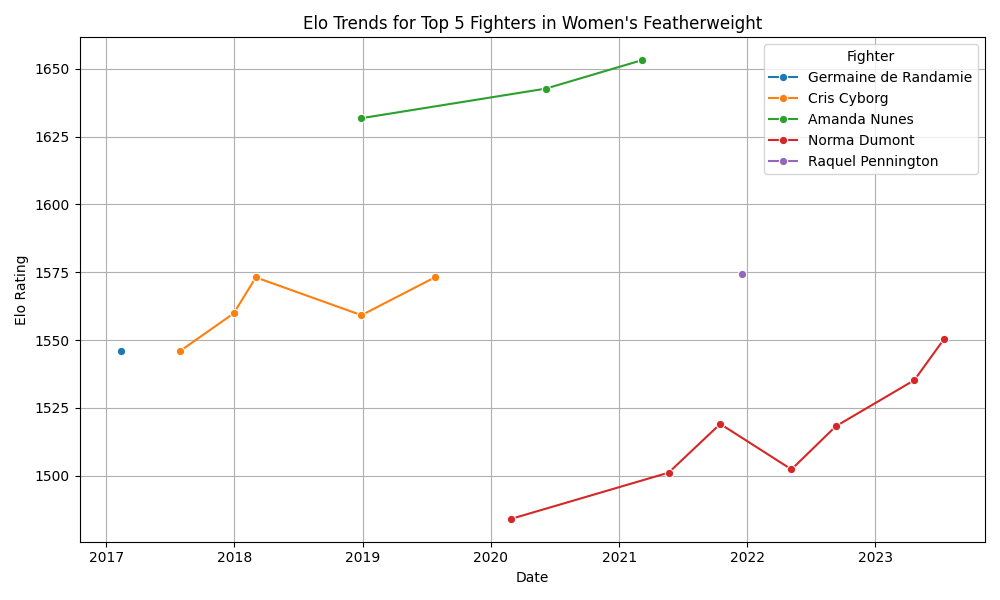 Elo Trends for Top 5 Fighters in Women's Featherweight
Fighter
Germaine de Randamie
Cris Cyborg
Amanda Nunes
Norma Dumont
Raquel Pennington
Elo Rating
1650
1625
1600
1575
1550
1525
1500
2017 2018 2019 2020 2021 2022 2023
Date